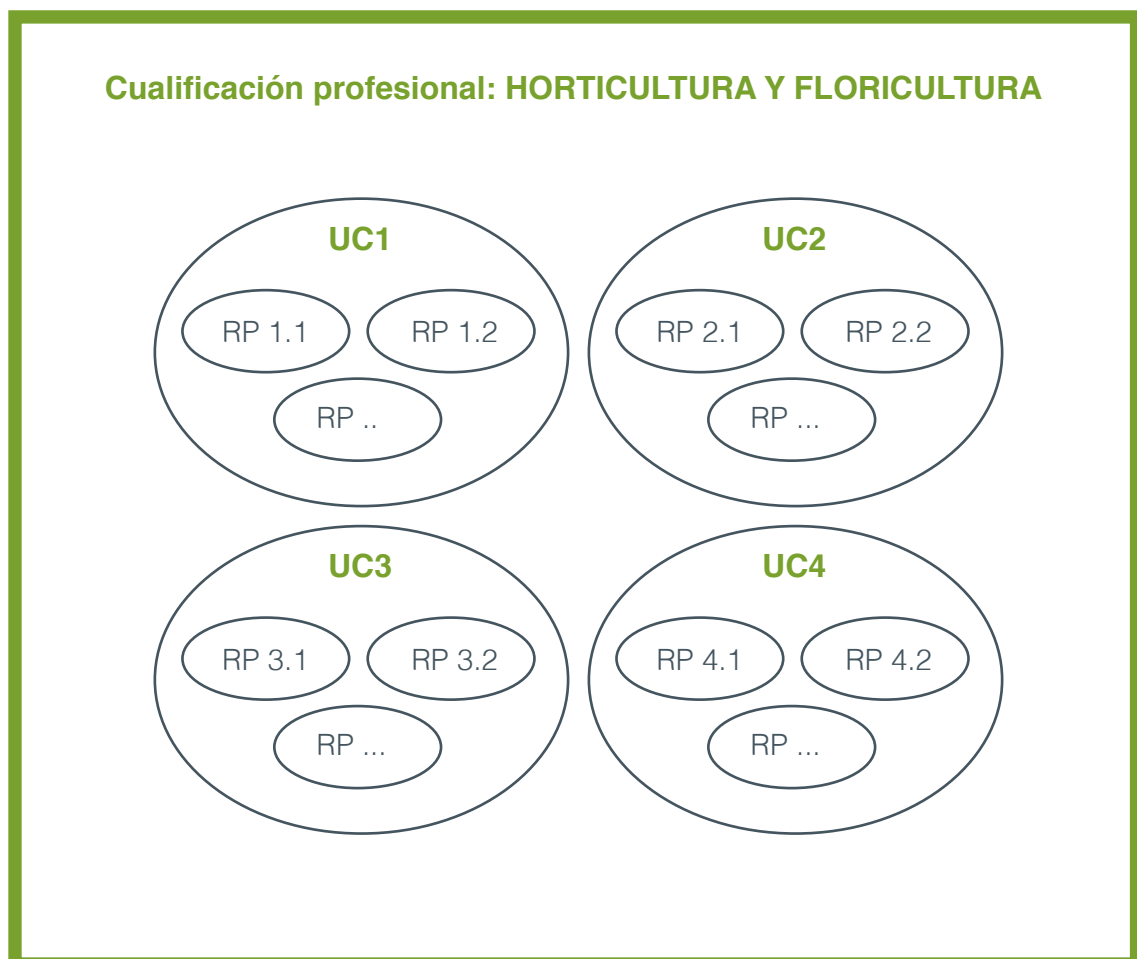 Cualificación profesional: HORTICULTURA Y FLORICULTURA
UC1
RP 1.1
RP 1.2
RP ..
UC2
RP 2.1
RP 2.2
RP ...
UC3
RP 3.1
RP 3.2
RP ...
UC4
RP 4.1
RP 4.2
RP ...